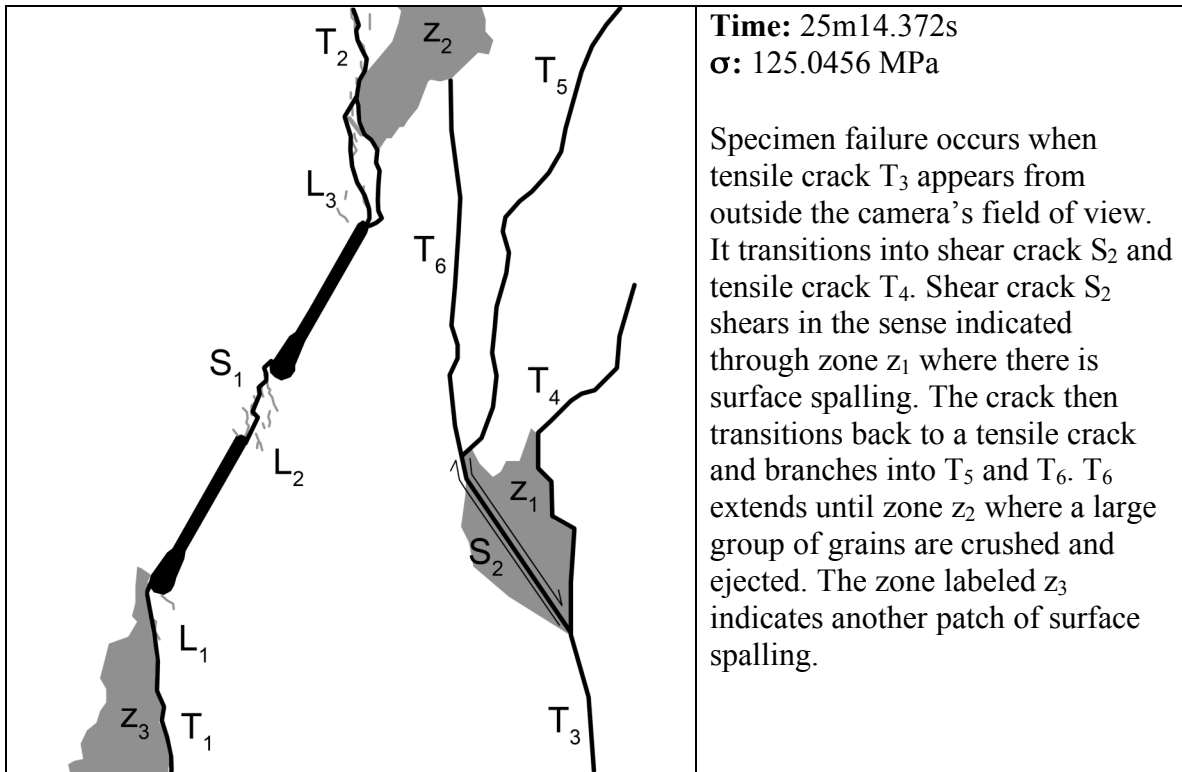 T₂
z₂
T₅
L₃
T₆
S₁
T₄
L₂
z₁
S₂
L₁
z₃
T₁
T₃
Time: 25m14.372s
σ: 125.0456 MPa
Specimen failure occurs when
tensile crack T₃ appears from
outside the camera’s field of view.
It transitions into shear crack S₂ and
tensile crack T₄. Shear crack S₂
shears in the sense indicated
through zone z₁ where there is
surface spalling. The crack then
transitions back to a tensile crack
and branches into T₅ and T₆. T₆
extends until zone z₂ where a large
group of grains are crushed and
ejected. The zone labeled z₃
indicates another patch of surface
spalling.